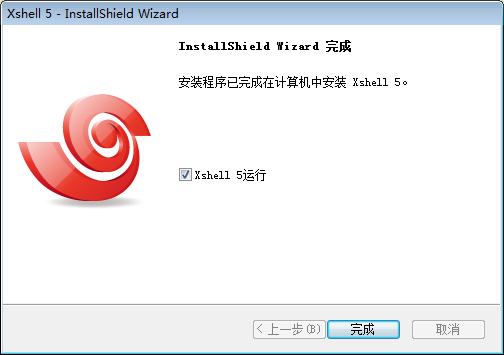 Xshell 5 - InstallShield Wizard
InstallShield Wizard 完成
安装程序已完成在计算机中安装 Xshell 5。
Xshell 5运行
< 上一步(B)
完成
取消